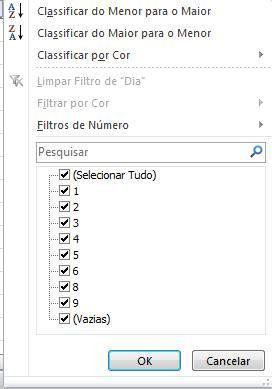 Classificar do Menor para o Maior
Classificar do Maior para o Menor
Classificar por Cor
Limpar Filtro de "Dia"
Filtrar por Cor
Filtros de Número
Pesquisar
(Selecionar Tudo)
1
2
3
4
5
6
8
9
(Vazias)
OK
Cancelar